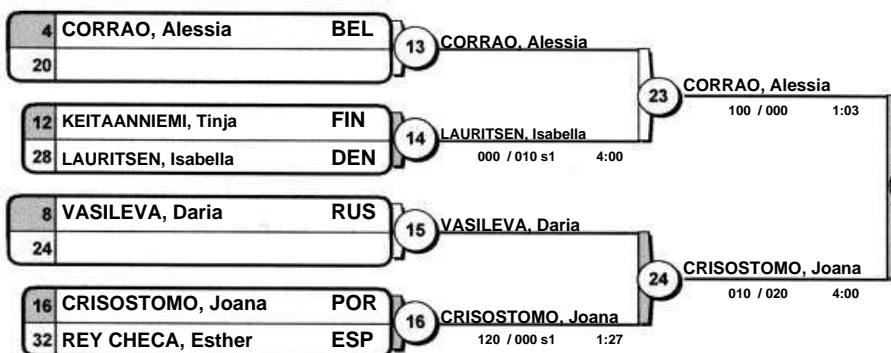 4 CORRAO, Alessia BEL
20
13 CORRAO, Alessia
23 CORRAO, Alessia
100 / 000 1:03
12 KEITAANNIEMI, Tinja FIN
28 LAURITSEN, Isabella DEN
14 LAURITSEN, Isabella
000 / 010 s1 4:00
8 VASILEVA, Daria RUS
24
15 VASILEVA, Daria
24 CRISOSTOMO, Joana
010 / 020 4:00
16 CRISOSTOMO, Joana POR
32 REY CHECA, Esther ESP
16 CRISOSTOMO, Joana
120 / 000 s1 1:27